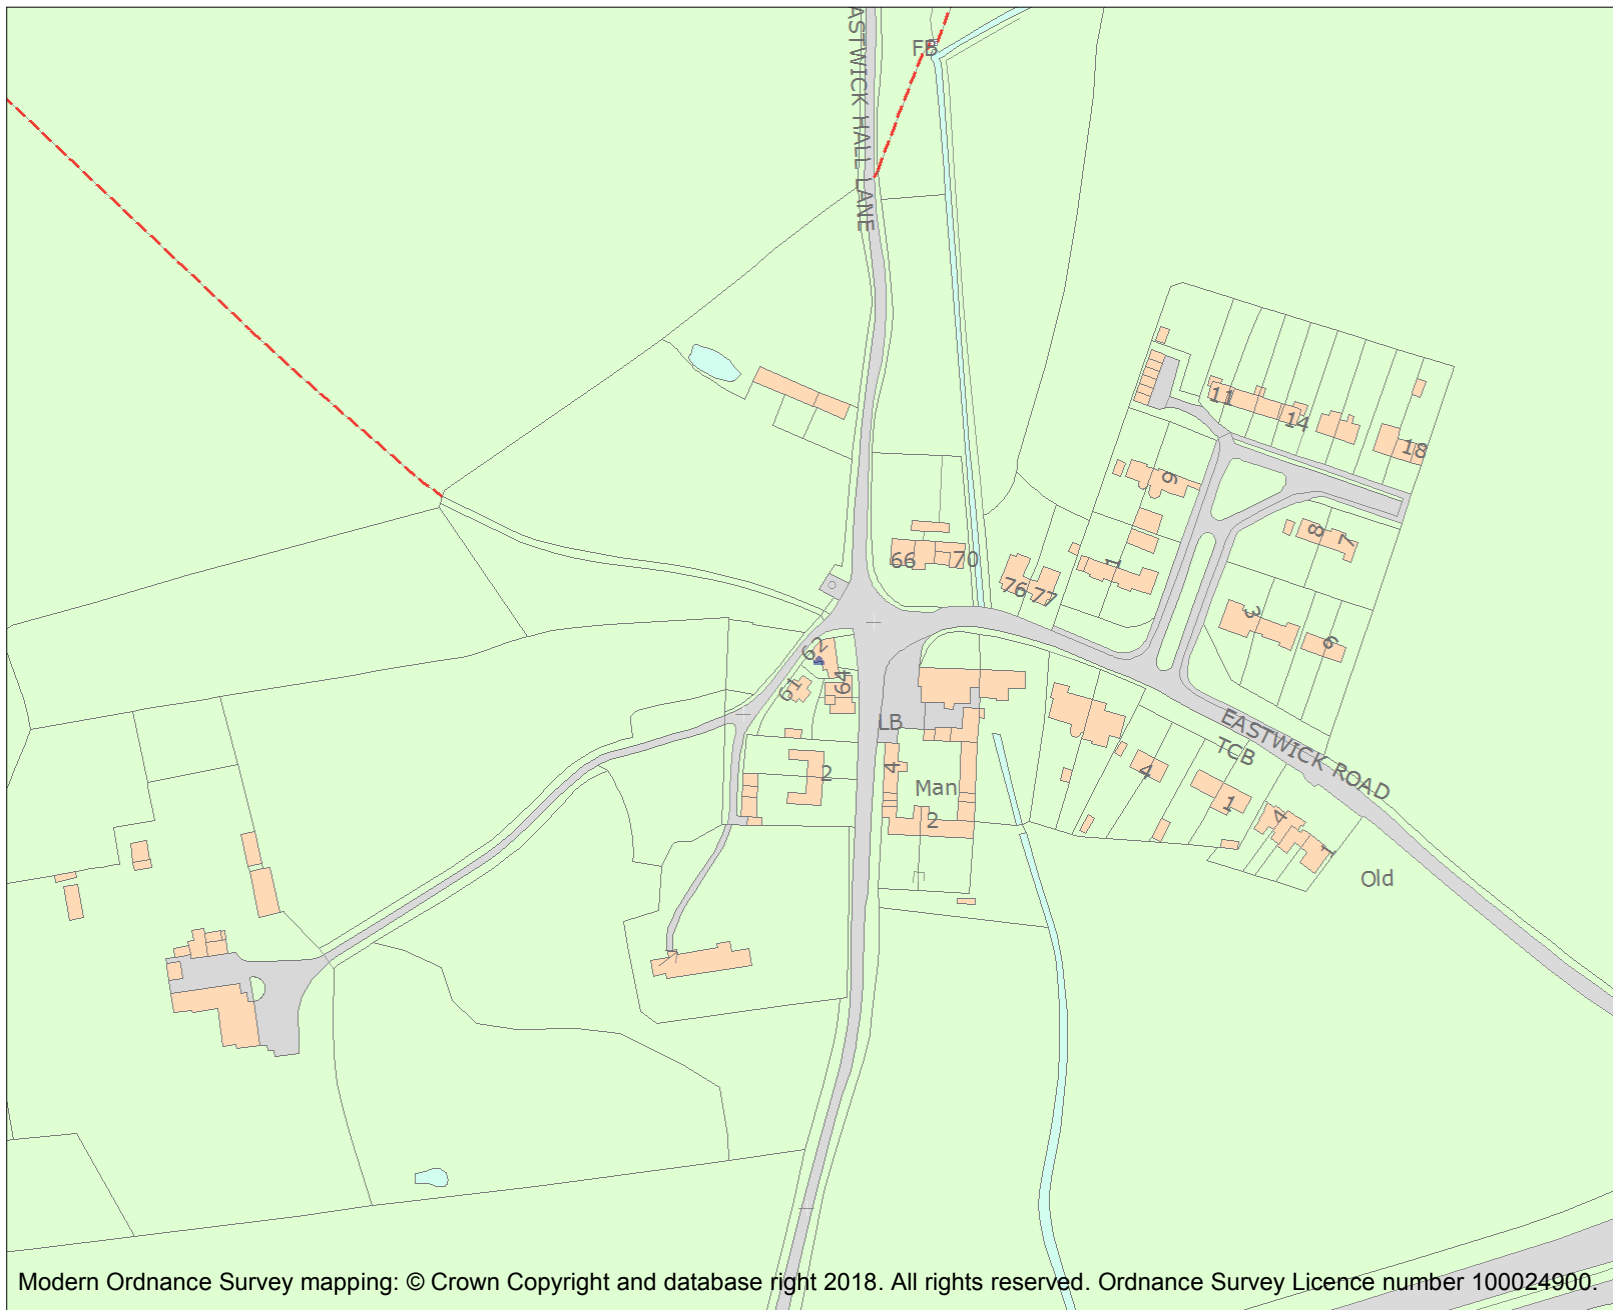 FB
ASTWICK HALL LANE
11
14
18
9
8
7
66
70
1
76
77
3
6
62
61
64
LB
EASTWICK ROAD
TCB
4
2
4
Man
2
1
4
1
Old
Modern Ordnance Survey mapping: © Crown Copyright and database right 2018. All rights reserved. Ordnance Survey Licence number 100024900.